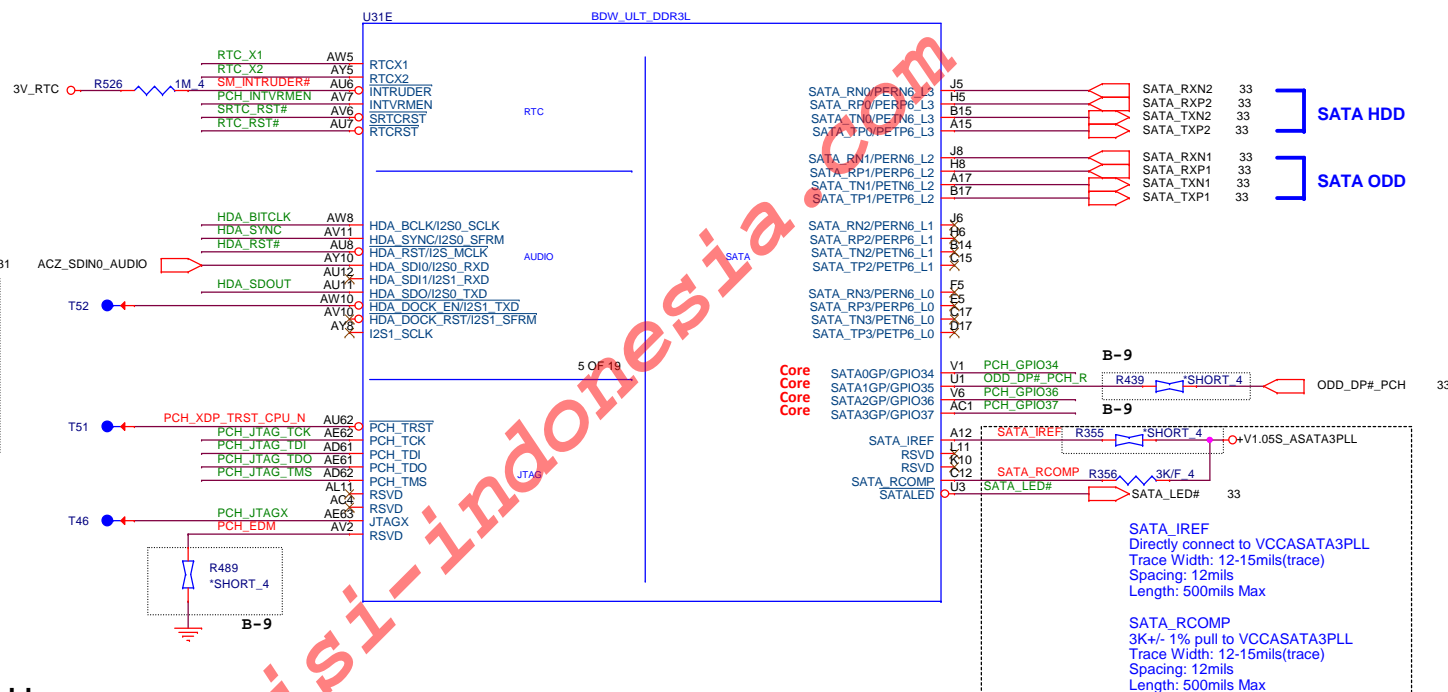 U31E
BDW_ULT_DDR3L
3V_RTC
R526
1M_4
RTC_X1 AW5 RTCX1
RTC_X2 AY5 RTCX2
SM_INTRUDER# AU6 INTRUDER
PCH_INTVRMEN AV7 INTVRMEN
SRTC_RST# AV6 SRTCRST
RTC_RST# AU7 RTCRST
RTC
HDA_BITCLK AW8 HDA_BCLK/I2S0_SCLK
HDA_SYNC AV11 HDA_SYNC/I2S0_SFRM
HDA_RST# AU8 HDA_RST/I2S_MCLK
31 ACZ_SDIN0_AUDIO AY10 HDA_SDI0/I2S0_RXD
AU12 HDA_SDI1/I2S1_RXD
HDA_SDOUT AU11 HDA_SDO/I2S0_TXD
T52 AW10 HDA_DOCK_EN/I2S1_TXD
AV10 HDA_DOCK_RST/I2S1_SFRM
AY8 I2S1_SCLK
AUDIO
5 OF 19
T51 PCH_XDP_TRST_CPU_N AU62 PCH_TRST
PCH_JTAG_TCK AE62 PCH_TCK
PCH_JTAG_TDI AD61 PCH_TDI
PCH_JTAG_TDO AE61 PCH_TDO
PCH_JTAG_TMS AD62 PCH_TMS
AL11 RSVD
AC4 RSVD
T46 PCH_JTAGX AE63 JTAGX
PCH_EDM AV2 RSVD
JTAG
R489
*SHORT_4
B-9
SATA
SATA_RN0/PERN6_L3 J5 SATA_RXN2 33
SATA_RP0/PERP6_L3 H5 SATA_RXP2 33
SATA_TN0/PETN6_L3 B15 SATA_TXN2 33
SATA_TP0/PETP6_L3 A15 SATA_TXP2 33
SATA HDD
SATA_RN1/PERN6_L2 J8 SATA_RXN1 33
SATA_RP1/PERP6_L2 H8 SATA_RXP1 33
SATA_TN1/PETN6_L2 A17 SATA_TXN1 33
SATA_TP1/PETP6_L2 B17 SATA_TXP1 33
SATA ODD
SATA_RN2/PERN6_L1 J6
SATA_RP2/PERP6_L1 H6
SATA_TN2/PETN6_L1 B14
SATA_TP2/PETP6_L1 C15
SATA_RN3/PERN6_L0 F5
SATA_RP3/PERP6_L0 E5
SATA_TN3/PETN6_L0 C17
SATA_TP3/PETP6_L0 D17
B-9
Core SATA0GP/GPIO34 V1 PCH_GPIO34
Core SATA1GP/GPIO35 U1 ODD_DP#_PCH_R R439 *SHORT_4 ODD_DP#_PCH 33
Core SATA2GP/GPIO36 V6 PCH_GPIO36
Core SATA3GP/GPIO37 AC1 PCH_GPIO37
B-9
SATA_IREF A12 SATA_IREF R355 *SHORT_4 +V1.05S_ASATA3PLL
RSVD L11
RSVD K10
SATA_RCOMP C12 SATA_RCOMP R356 3K/F_4
SATALED U3 SATA_LED# SATA_LED# 33
SATA_IREF
Directly connect to VCCASATA3PLL
Trace Width: 12-15mils(trace)
Spacing: 12mils
Length: 500mils Max
SATA_RCOMP
3K+/- 1% pull to VCCASATA3PLL
Trace Width: 12-15mils(trace)
Spacing: 12mils
Length: 500mils Max
isi-indonesia.com